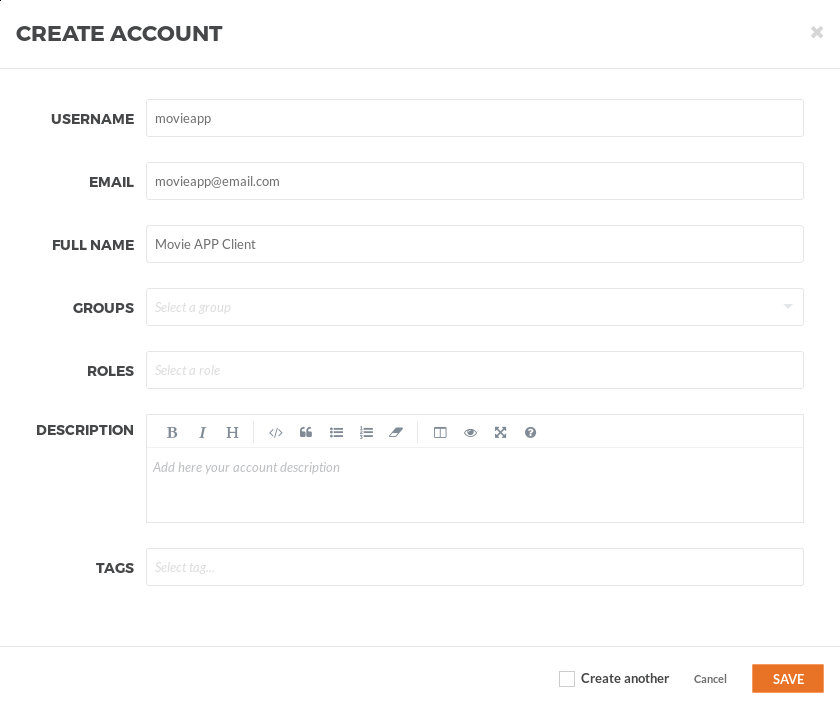 CREATE ACCOUNT
USERNAME movieapp
EMAIL movieapp@email.com
FULL NAME Movie APP Client
GROUPS Select a group
ROLES Select a role
DESCRIPTION B I H
Add here your account description
TAGS Select tag...
Create another Cancel SAVE